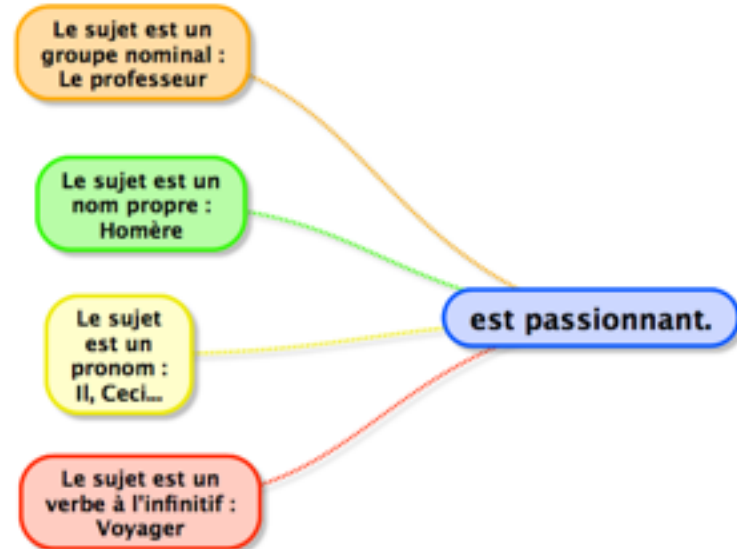 Le sujet est un
groupe nominal :
Le professeur
Le sujet est un
nom propre :
Homère
Le sujet
est un
pronom :
Il, Ceci...
Le sujet est un
verbe à l'infinitif :
Voyager
est passionnant.